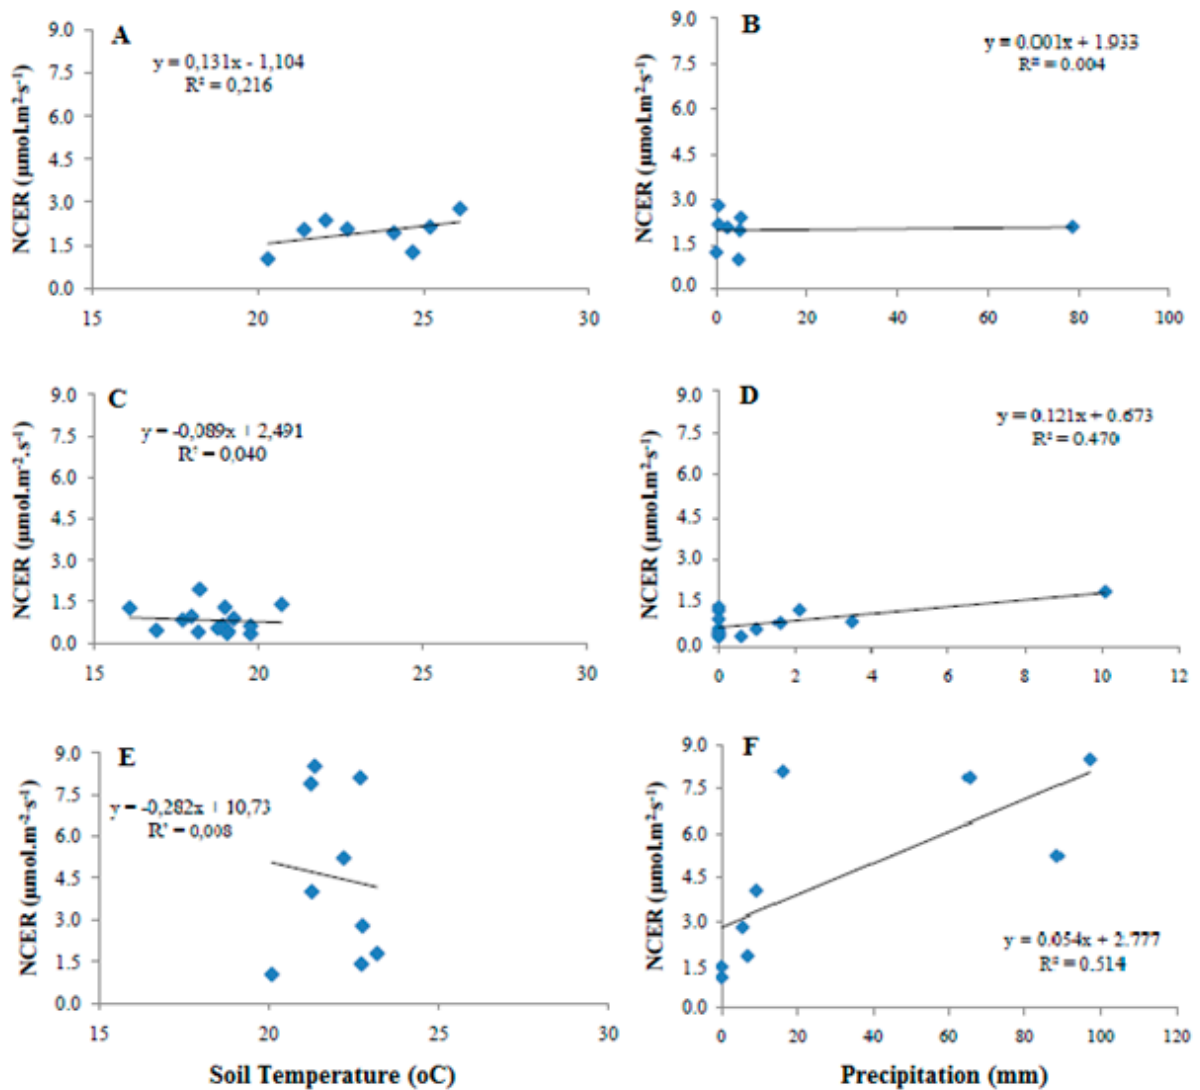 A
y = 0,131x - 1,104
R² = 0,216
NCER (µmol.m²·s⁻¹)
9.0
7.5
6.0
4.5
3.0
1.5
0.0
15
20
25
30
B
y = 0.001x + 1.933
R² = 0.004
NCER (µmol.m²·s⁻¹)
9.0
7.5
6.0
4.5
3.0
1.5
0.0
0
20
40
60
80
100
C
y = -0,089x + 2,491
R² = 0,040
NCER (µmol.m⁻².s⁻¹)
9.0
7.5
6.0
4.5
3.0
1.5
0.0
15
20
25
30
D
y = 0.121x + 0.673
R² = 0.470
NCER (µmol.m²·s⁻¹)
9.0
7.5
6.0
4.5
3.0
1.5
0.0
0
2
4
6
8
10
12
E
y = -0,282x + 10,73
R² = 0,008
NCER (µmol.m⁻²·s⁻¹)
9.0
7.5
6.0
4.5
3.0
1.5
0.0
15
20
25
30
Soil Temperature (oC)
F
y = 0.054x + 2.777
R² = 0.514
NCER (µmol.m²·s⁻¹)
9.0
7.5
6.0
4.5
3.0
1.5
0.0
0
20
40
60
80
100
120
Precipitation (mm)